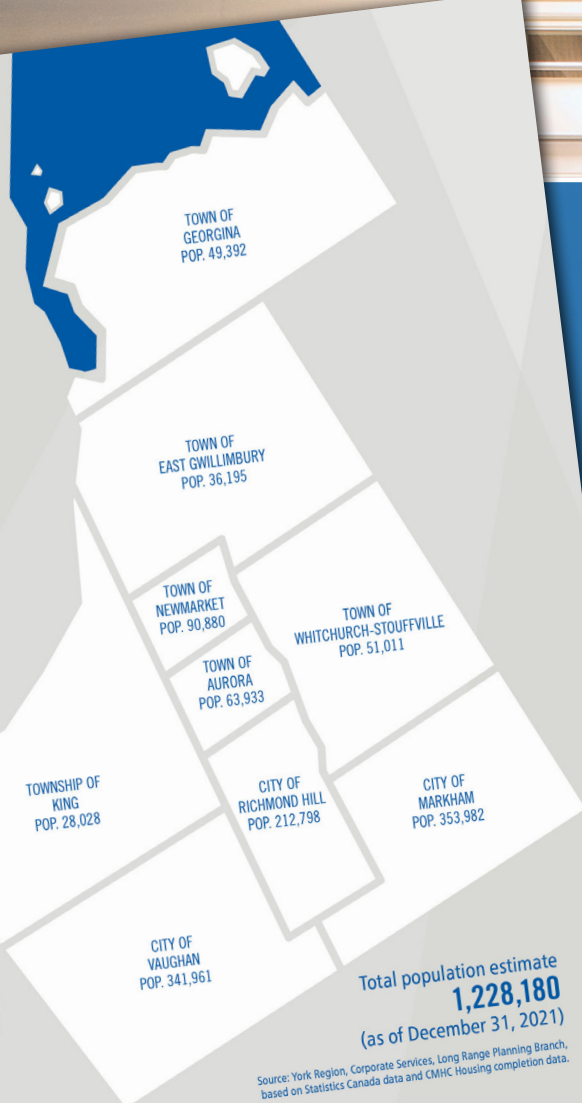 TOWN OF
GEORGINA
POP. 49,392
TOWN OF
EAST GWILLIMBURY
POP. 36,195
TOWN OF
NEWMARKET
POP. 90,880
TOWN OF
WHITCHURCH-STOUFFVILLE
POP. 51,011
TOWN OF
AURORA
POP. 63,933
TOWNSHIP OF
KING
POP. 28,028
CITY OF
RICHMOND HILL
POP. 212,798
CITY OF
MARKHAM
POP. 353,982
CITY OF
VAUGHAN
POP. 341,961
Total population estimate
1,228,180
(as of December 31, 2021)
Source: York Region, Corporate Services, Long Range Planning Branch,
based on Statistics Canada data and CMHC Housing completion data.